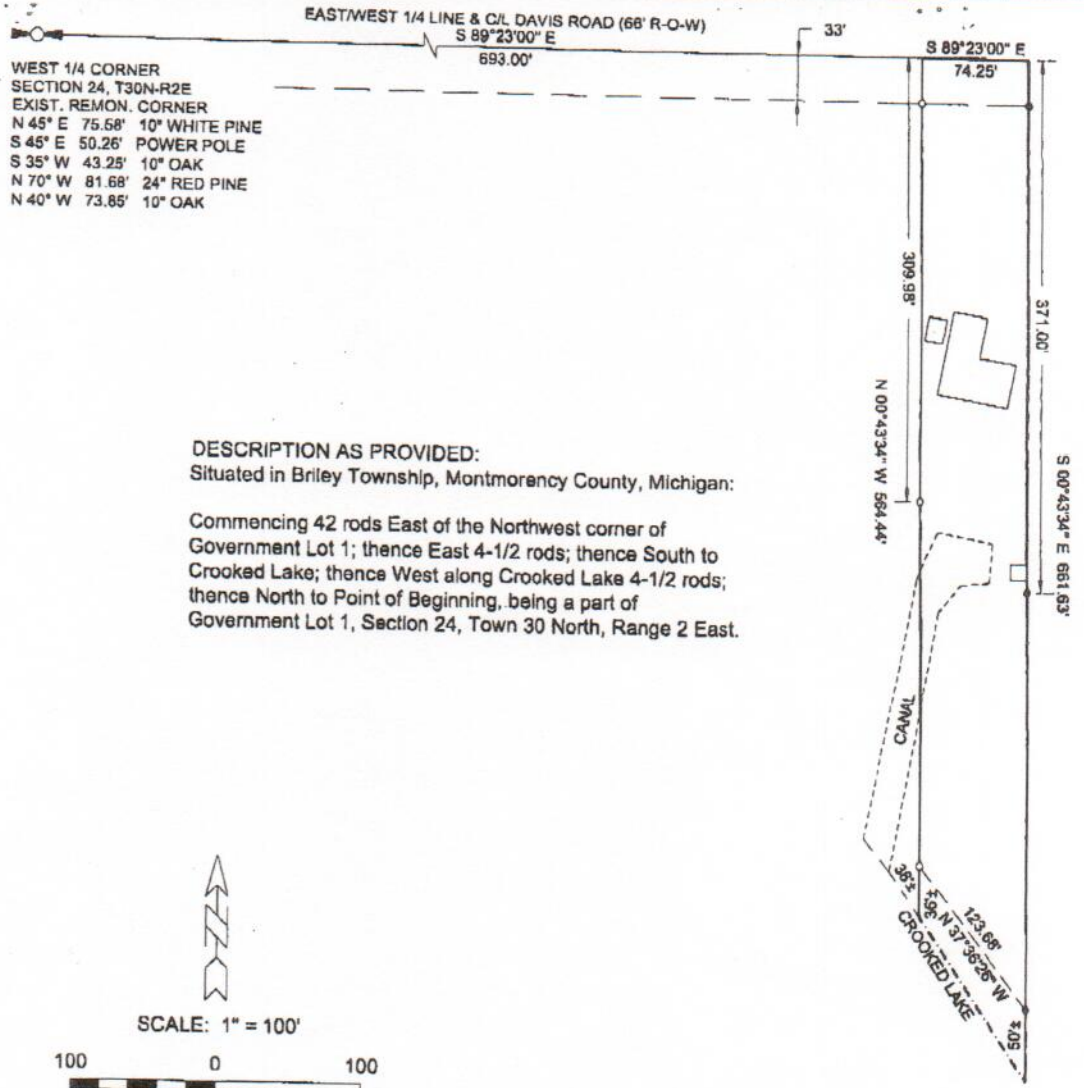 EAST/WEST 1/4 LINE & C/L DAVIS ROAD (66' R-O-W)
S 89°23'00" E
693.00'
33'
S 89°23'00" E
74.25'
WEST 1/4 CORNER
SECTION 24, T30N-R2E
EXIST. REMON. CORNER
N 45° E 75.58' 10" WHITE PINE
S 45° E 50.26' POWER POLE
S 35° W 43.25' 10" OAK
N 70° W 81.68' 24" RED PINE
N 40° W 73.85' 10" OAK
309.98'
371.00'
N 00°43'34" W 564.44'
S 00°43'34" E 661.63'
DESCRIPTION AS PROVIDED:
Situated in Briley Township, Montmorency County, Michigan:
Commencing 42 rods East of the Northwest corner of
Government Lot 1; thence East 4-1/2 rods; thence South to
Crooked Lake; thence West along Crooked Lake 4-1/2 rods;
thence North to Point of Beginning, being a part of
Government Lot 1, Section 24, Town 30 North, Range 2 East.
CANAL
38'±
36'±
123.68'
N 37°36'26" W
CROOKED LAKE
50'±
N
SCALE: 1" = 100'
100 0 100